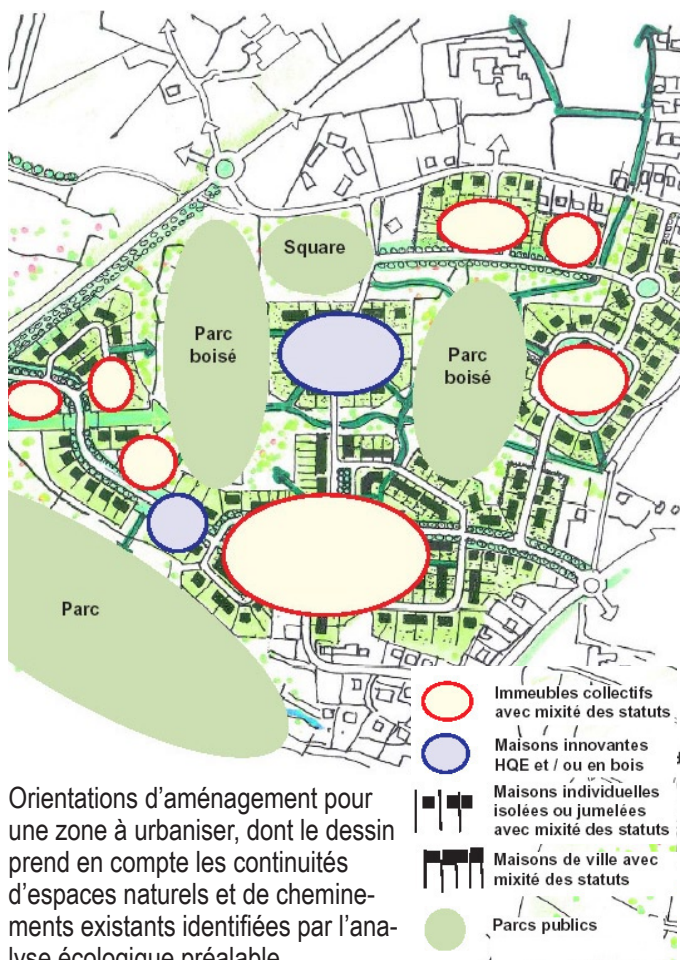 Square
Parc
boisé
Parc
boisé
Parc
Immeubles collectifs
avec mixité des statuts
Maisons innovantes
HQE et / ou en bois
Maisons individuelles
isolées ou jumelées
avec mixité des statuts
Maisons de ville avec
mixité des statuts
Parcs publics
Orientations d’aménagement pour
une zone à urbaniser, dont le dessin
prend en compte les continuités
d’espaces naturels et de chemine-
ments existants identifiées par l’ana-
lyse écologique préalable